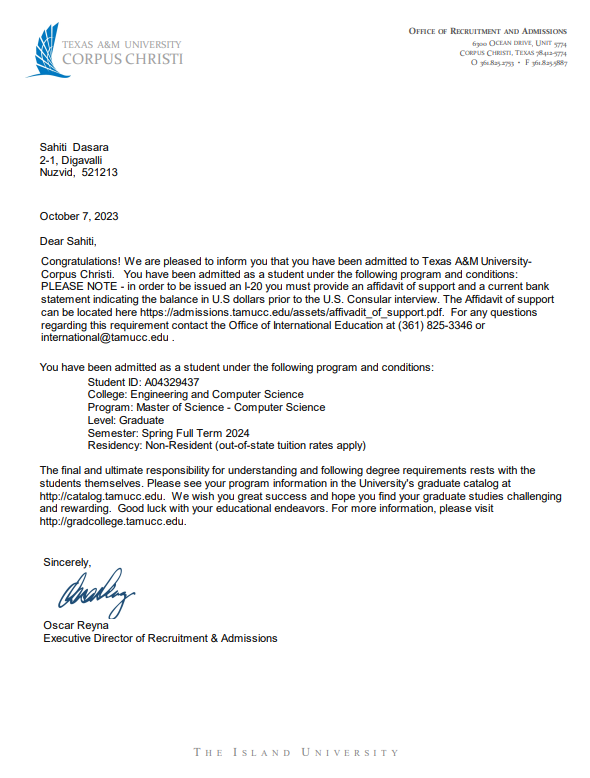 TEXAS A&M UNIVERSITY
CORPUS CHRISTI
OFFICE OF RECRUITMENT AND ADMISSIONS
6300 OCEAN DRIVE, UNIT 5774
CORPUS CHRISTI, TEXAS 78412-5774
O 361.825.2753 • F 361.825.5887
Sahiti Dasara
2-1, Digavalli
Nuzvid, 521213
October 7, 2023
Dear Sahiti,
Congratulations! We are pleased to inform you that you have been admitted to Texas A&M University-
Corpus Christi. You have been admitted as a student under the following program and conditions:
PLEASE NOTE - in order to be issued an I-20 you must provide an affidavit of support and a current bank
statement indicating the balance in U.S dollars prior to the U.S. Consular interview. The Affidavit of support
can be located here https://admissions.tamucc.edu/assets/affivadit_of_support.pdf. For any questions
regarding this requirement contact the Office of International Education at (361) 825-3346 or
international@tamucc.edu .
You have been admitted as a student under the following program and conditions:
Student ID: A04329437
College: Engineering and Computer Science
Program: Master of Science - Computer Science
Level: Graduate
Semester: Spring Full Term 2024
Residency: Non-Resident (out-of-state tuition rates apply)
The final and ultimate responsibility for understanding and following degree requirements rests with the
students themselves. Please see your program information in the University's graduate catalog at
http://catalog.tamucc.edu. We wish you great success and hope you find your graduate studies challenging
and rewarding. Good luck with your educational endeavors. For more information, please visit
http://gradcollege.tamucc.edu.
Sincerely,
Oscar Reyna
Executive Director of Recruitment & Admissions
THE ISLAND UNIVERSITY